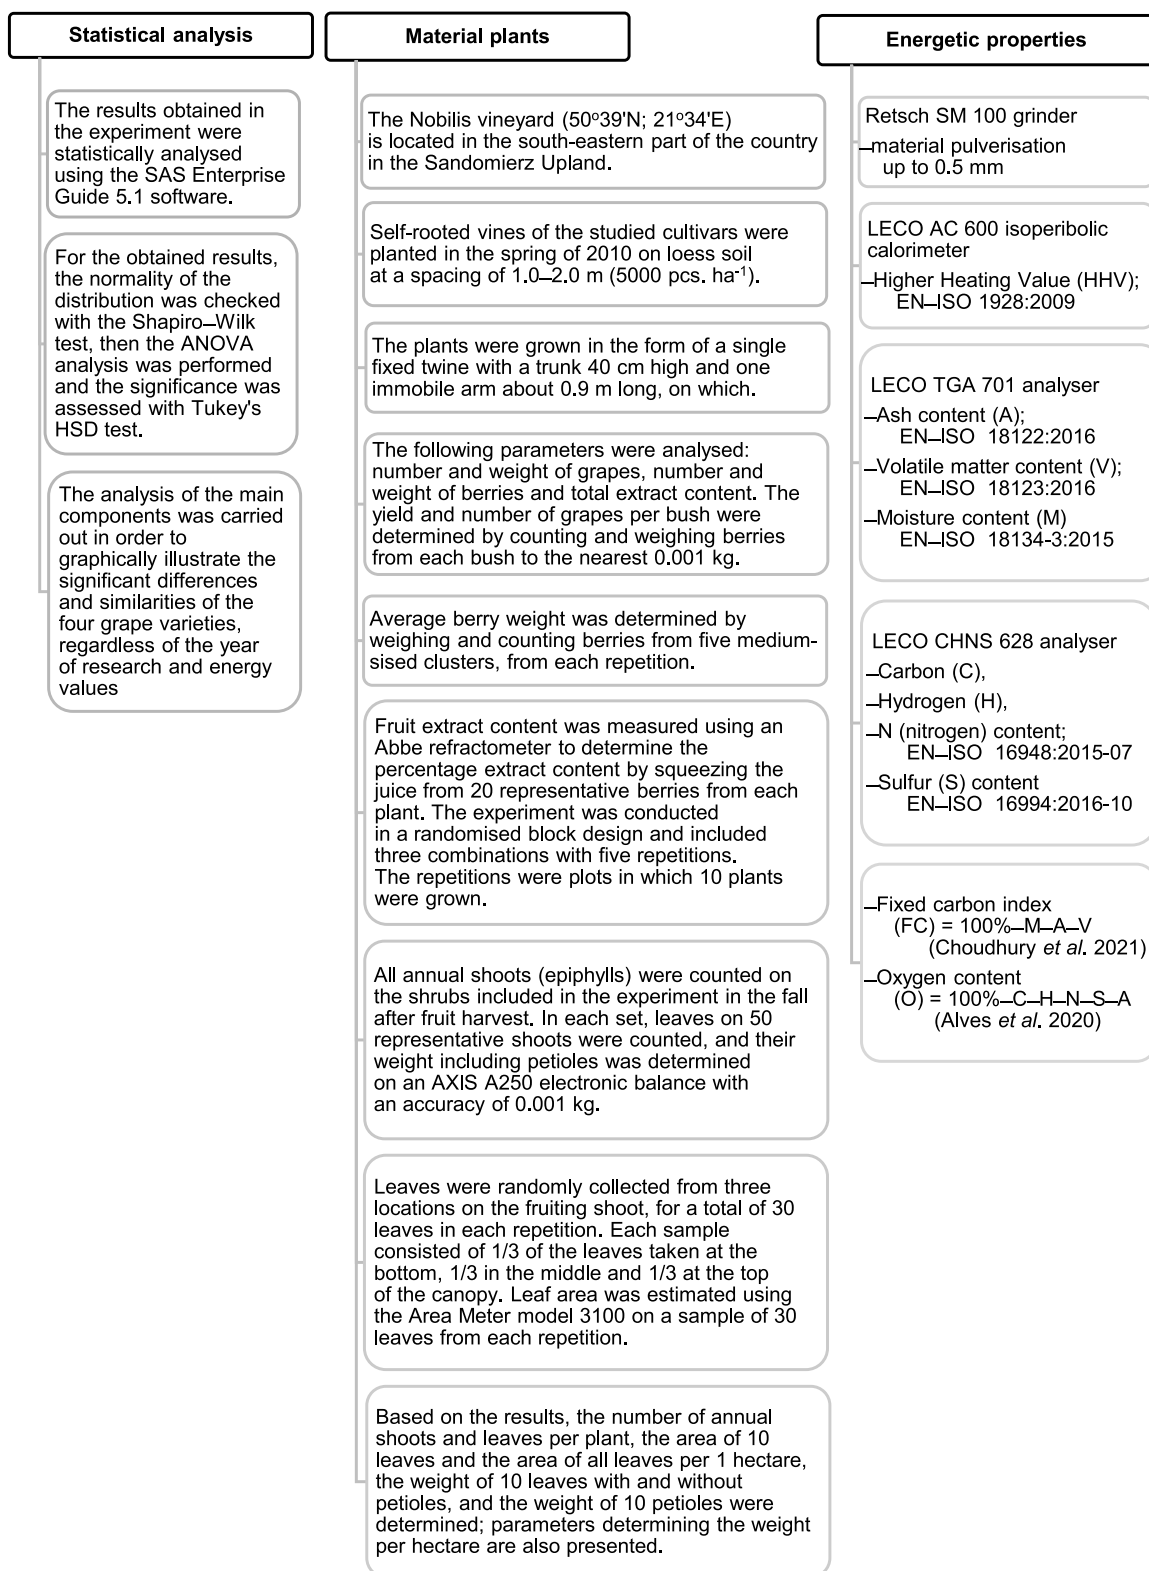 Statistical analysis
The results obtained in
the experiment were
statistically analysed
using the SAS Enterprise
Guide 5.1 software.
For the obtained results,
the normality of the
distribution was checked
with the Shapiro–Wilk
test, then the ANOVA
analysis was performed
and the significance was
assessed with Tukey's
HSD test.
The analysis of the main
components was carried
out in order to
graphically illustrate the
significant differences
and similarities of the
four grape varieties,
regardless of the year
of research and energy
values
Material plants
The Nobilis vineyard (50º39'N; 21º34'E)
is located in the south-eastern part of the country
in the Sandomierz Upland.
Self-rooted vines of the studied cultivars were
planted in the spring of 2010 on loess soil
at a spacing of 1.0–2.0 m (5000 pcs. ha⁻¹).
The plants were grown in the form of a single
fixed twine with a trunk 40 cm high and one
immobile arm about 0.9 m long, on which.
The following parameters were analysed:
number and weight of grapes, number and
weight of berries and total extract content. The
yield and number of grapes per bush were
determined by counting and weighing berries
from each bush to the nearest 0.001 kg.
Average berry weight was determined by
weighing and counting berries from five medium-
sised clusters, from each repetition.
Fruit extract content was measured using an
Abbe refractometer to determine the
percentage extract content by squeezing the
juice from 20 representative berries from each
plant. The experiment was conducted
in a randomised block design and included
three combinations with five repetitions.
The repetitions were plots in which 10 plants
were grown.
All annual shoots (epiphylls) were counted on
the shrubs included in the experiment in the fall
after fruit harvest. In each set, leaves on 50
representative shoots were counted, and their
weight including petioles was determined
on an AXIS A250 electronic balance with
an accuracy of 0.001 kg.
Leaves were randomly collected from three
locations on the fruiting shoot, for a total of 30
leaves in each repetition. Each sample
consisted of 1/3 of the leaves taken at the
bottom, 1/3 in the middle and 1/3 at the top
of the canopy. Leaf area was estimated using
the Area Meter model 3100 on a sample of 30
leaves from each repetition.
Based on the results, the number of annual
shoots and leaves per plant, the area of 10
leaves and the area of all leaves per 1 hectare,
the weight of 10 leaves with and without
petioles, and the weight of 10 petioles were
determined; parameters determining the weight
per hectare are also presented.
Energetic properties
Retsch SM 100 grinder
–material pulverisation
up to 0.5 mm
LECO AC 600 isoperibolic
calorimeter
–Higher Heating Value (HHV);
EN–ISO 1928:2009
LECO TGA 701 analyser
–Ash content (A);
EN–ISO 18122:2016
–Volatile matter content (V);
EN–ISO 18123:2016
–Moisture content (M)
EN–ISO 18134-3:2015
LECO CHNS 628 analyser
–Carbon (C),
–Hydrogen (H),
–N (nitrogen) content;
EN–ISO 16948:2015-07
–Sulfur (S) content
EN–ISO 16994:2016-10
–Fixed carbon index
(FC) = 100%–M–A–V
(Choudhury et al. 2021)
–Oxygen content
(O) = 100%–C–H–N–S–A
(Alves et al. 2020)